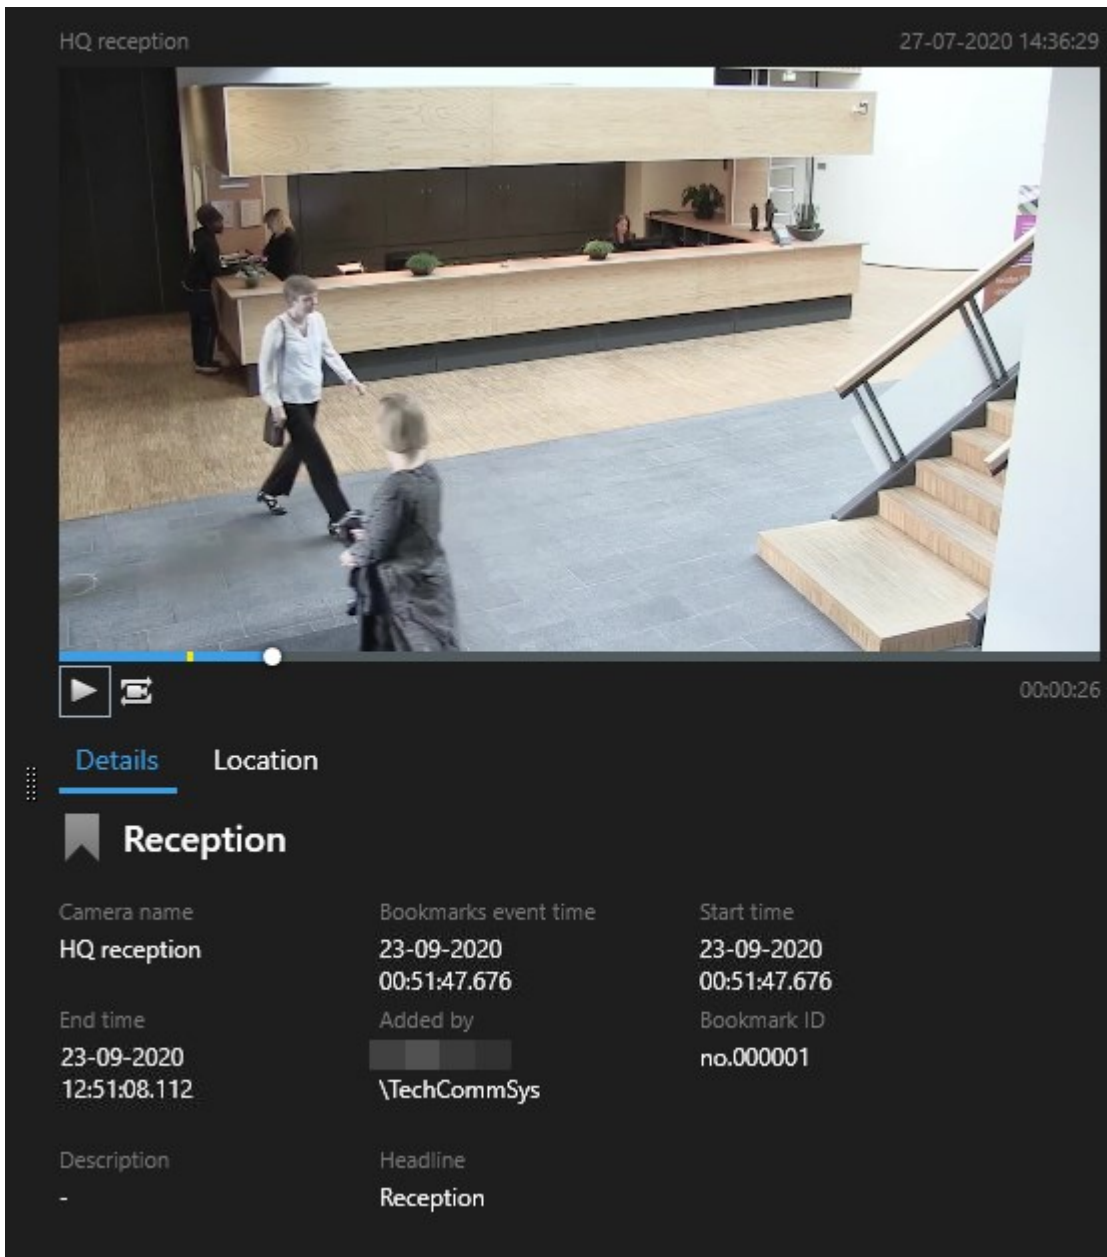 HQ reception
27-07-2020 14:36:29
00:00:26
Details
Location
Reception
Camera name
Bookmarks event time
Start time
HQ reception
23-09-2020
23-09-2020
00:51:47.676
00:51:47.676
End time
Added by
Bookmark ID
23-09-2020
no.000001
12:51:08.112
\TechCommSys
Description
Headline
-
Reception